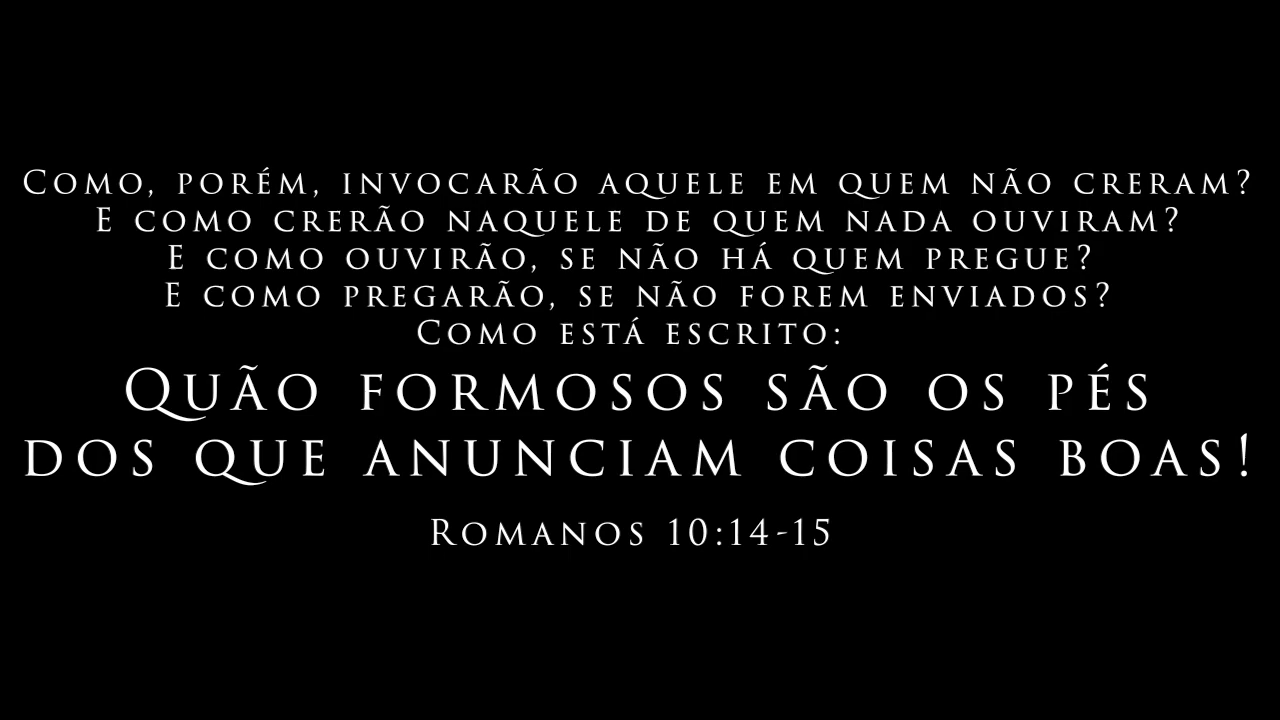 Como, porém, invocarão aquele em quem não creram?
E como crerão naquele de quem nada ouviram?
E como ouvirão, se não há quem pregue?
E como pregarão, se não forem enviados?
Como está escrito:
Quão formosos são os pés
dos que anunciam coisas boas!
Romanos 10:14-15